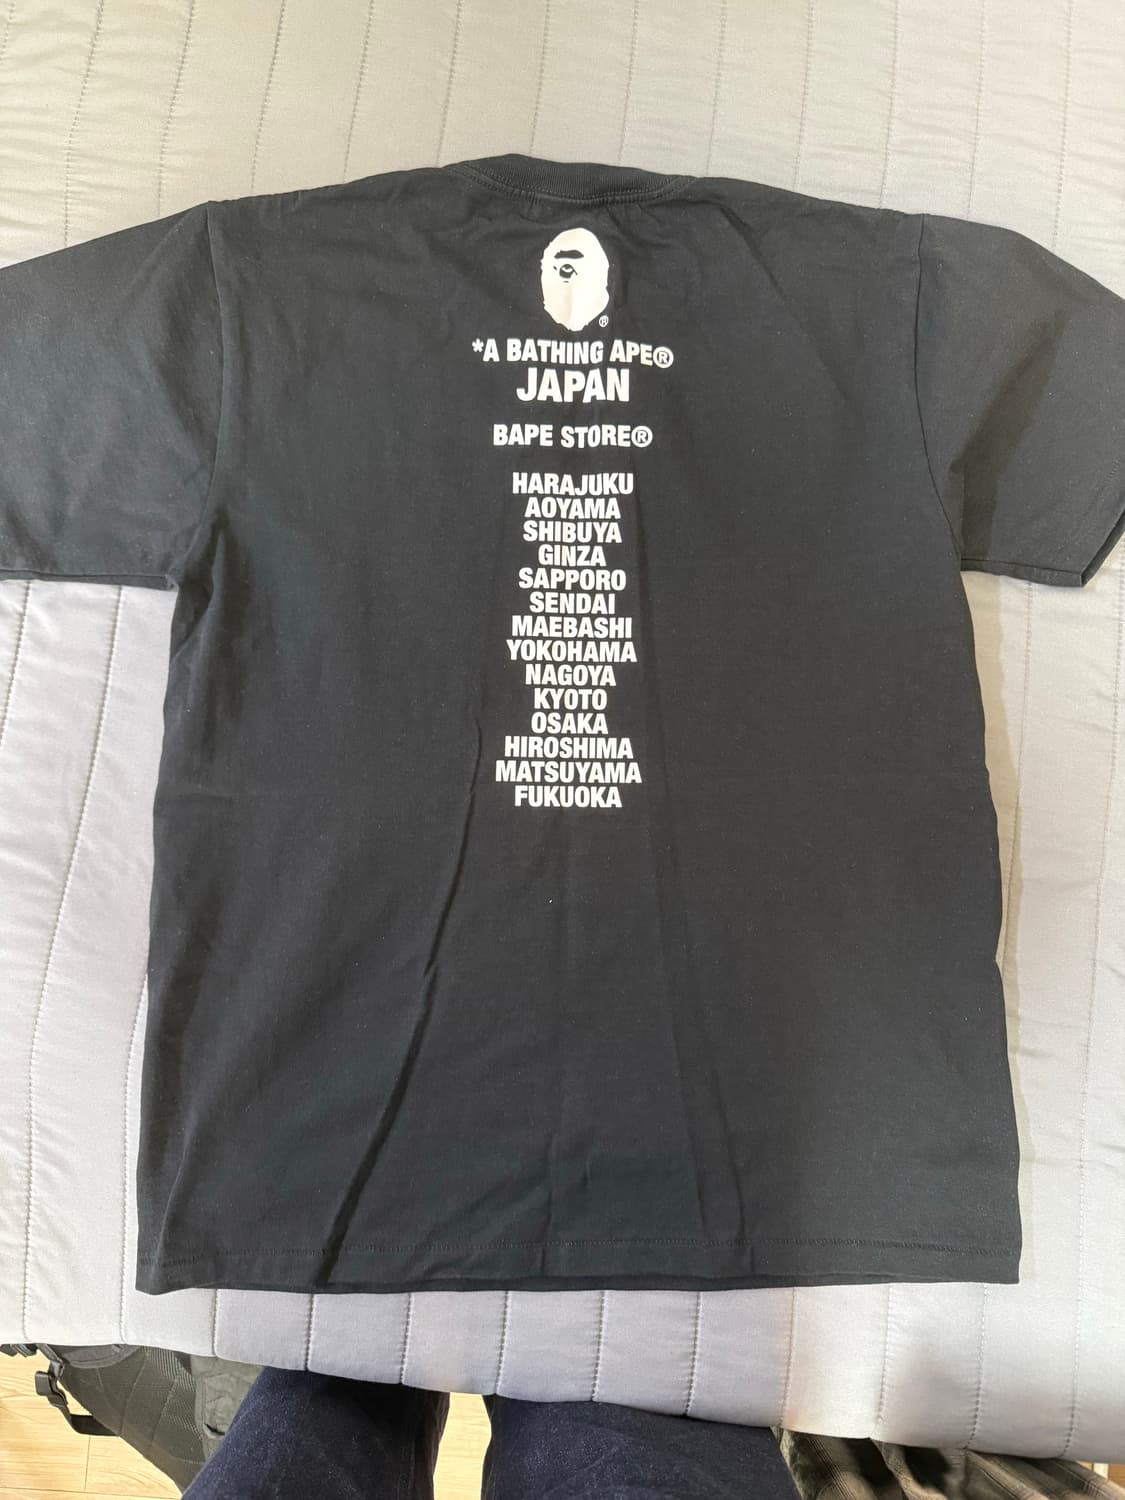 ®
*A BATHING APE®
JAPAN
BAPE STORE®
HARAJUKU
AOYAMA
SHIBUYA
GINZA
SAPPORO
SENDAI
MAEBASHI
YOKOHAMA
NAGOYA
KYOTO
OSAKA
HIROSHIMA
MATSUYAMA
FUKUOKA